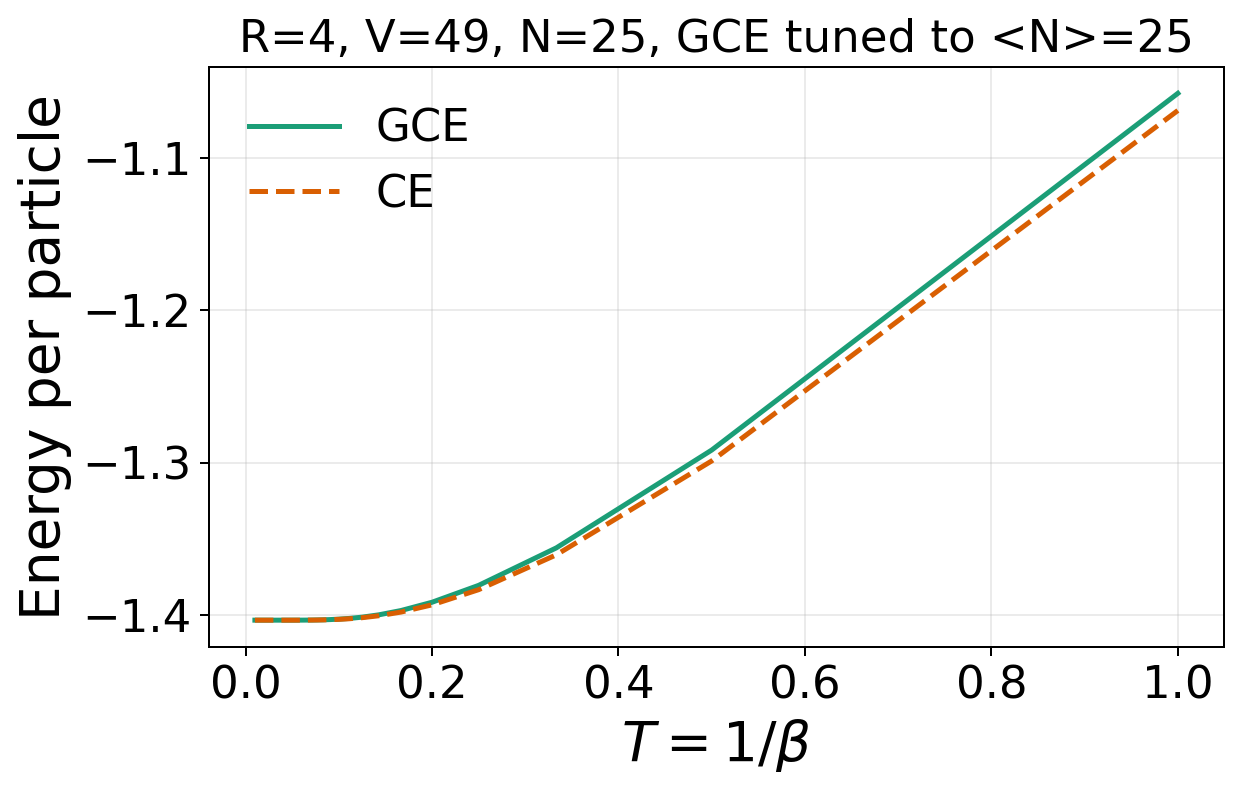 R=4, V=49, N=25, GCE tuned to <N>=25
GCE
CE
Energy per particle
−1.1
−1.2
−1.3
−1.4
0.0 0.2 0.4 0.6 0.8 1.0
T = 1/β